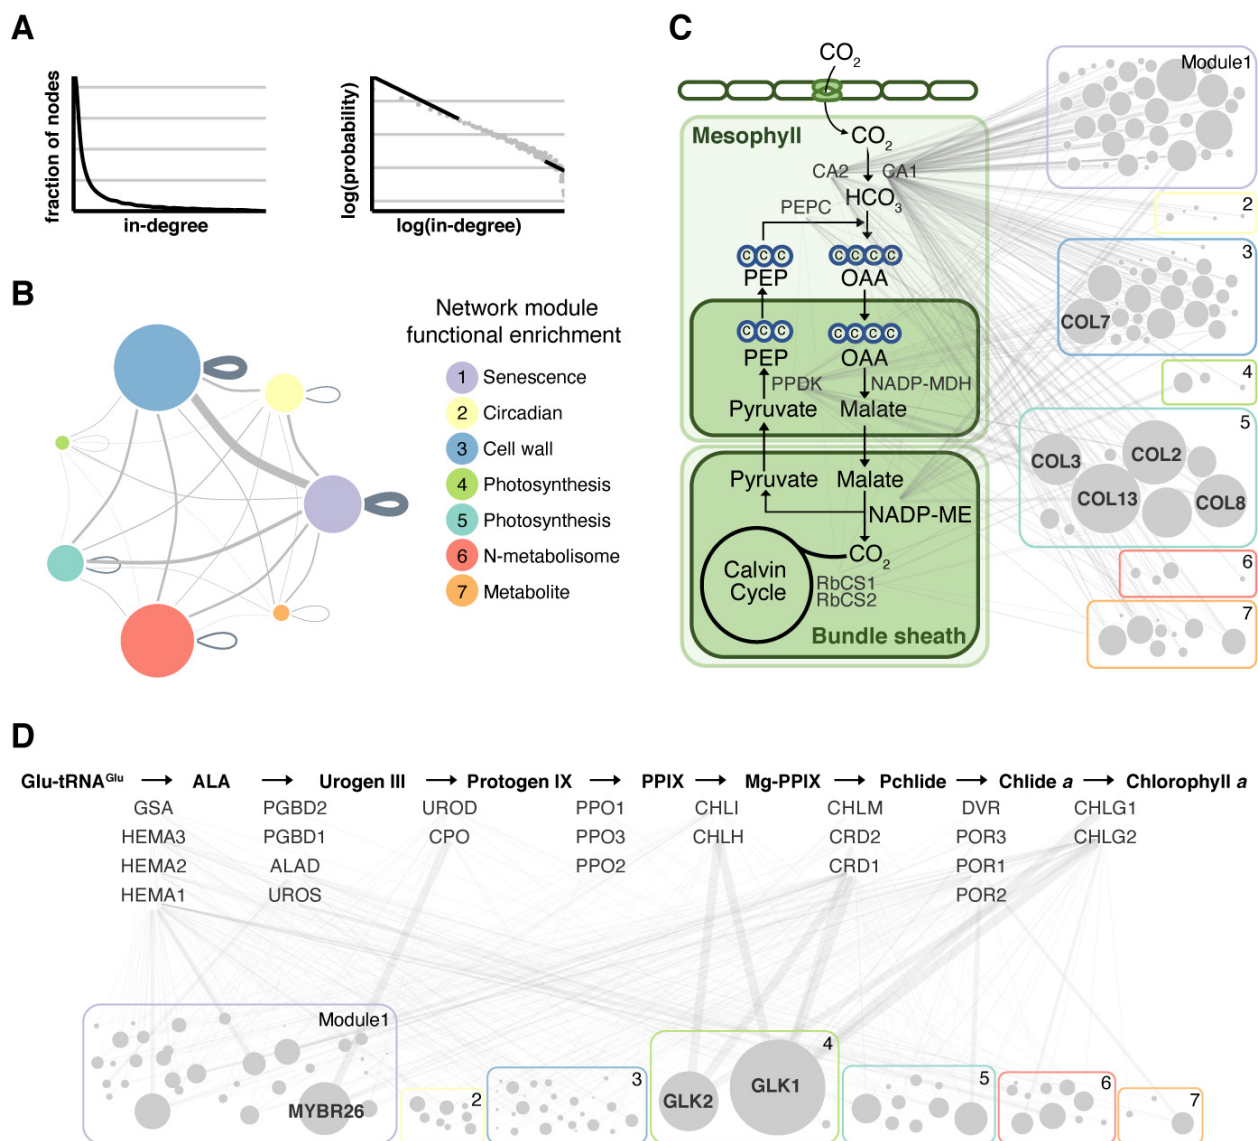 A
fraction of nodes
in-degree
log(probability)
log(in-degree)
B
Network module
functional enrichment
1 Senescence
2 Circadian
3 Cell wall
4 Photosynthesis
5 Photosynthesis
6 N-metabolisome
7 Metabolite
C
CO2
Mesophyll
CO2
CA2
CA1
HCO3
PEPC
C C C
C C C C
PEP
OAA
C C C
C C C C
PEP
OAA
PPDK
NADP-MDH
Pyruvate
Malate
Pyruvate
Malate
NADP-ME
CO2
Calvin
Cycle
RbCS1
RbCS2
Bundle sheath
Module1
2
3
COL7
4
5
COL3
COL2
COL13
COL8
6
7
D
Glu-tRNAGlu → ALA → Urogen III → Protogen IX → PPIX → Mg-PPIX → Pchlide → Chlide a → Chlorophyll a
GSA PGBD2 UROD PPO1 CHLI CHLM DVR CHLG1
HEMA3 PGBD1 CPO PPO3 CHLH CRD2 POR3 CHLG2
HEMA2 ALAD PPO2 CRD1 POR1
HEMA1 UROS POR2
Module1
MYBR26
2
3
4
GLK2
GLK1
5
6
7